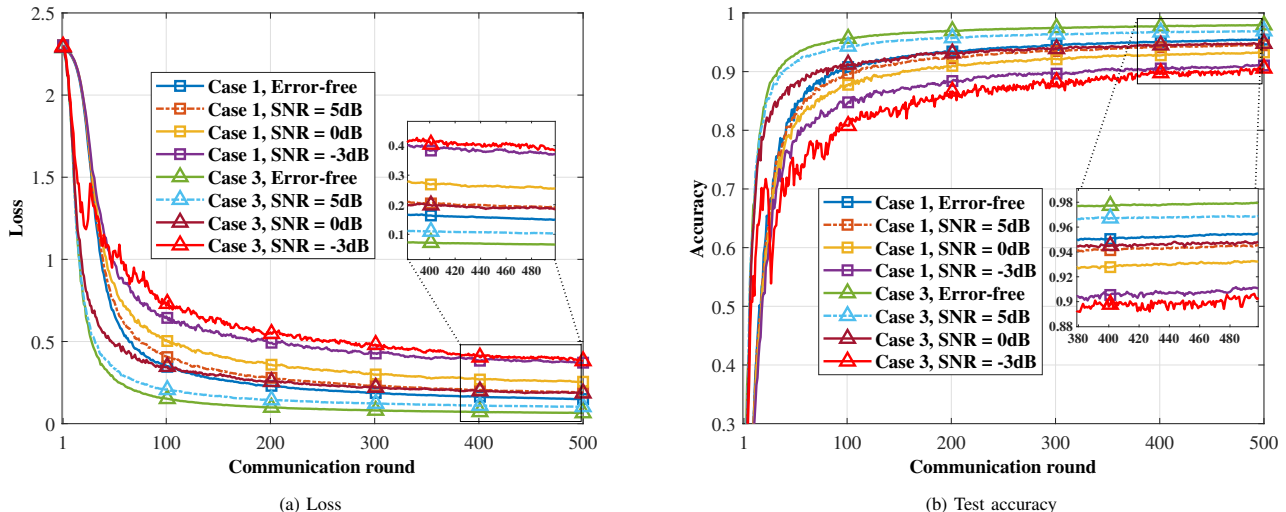 2.5
2
1.5
1
0.5
0
Loss
Case 1, Error-free
Case 1, SNR = 5dB
Case 1, SNR = 0dB
Case 1, SNR = -3dB
Case 3, Error-free
Case 3, SNR = 5dB
Case 3, SNR = 0dB
Case 3, SNR = -3dB
0.4
0.3
0.2
0.1
400 420 440 460 480
1 100 200 300 400 500
Communication round
(a) Loss
1
0.9
0.8
0.7
0.6
0.5
0.4
0.3
Accuracy
Case 1, Error-free
Case 1, SNR = 5dB
Case 1, SNR = 0dB
Case 1, SNR = -3dB
Case 3, Error-free
Case 3, SNR = 5dB
Case 3, SNR = 0dB
Case 3, SNR = -3dB
0.98
0.96
0.94
0.92
0.9
0.88
380 400 420 440 460 480
1 100 200 300 400 500
Communication round
(b) Test accuracy